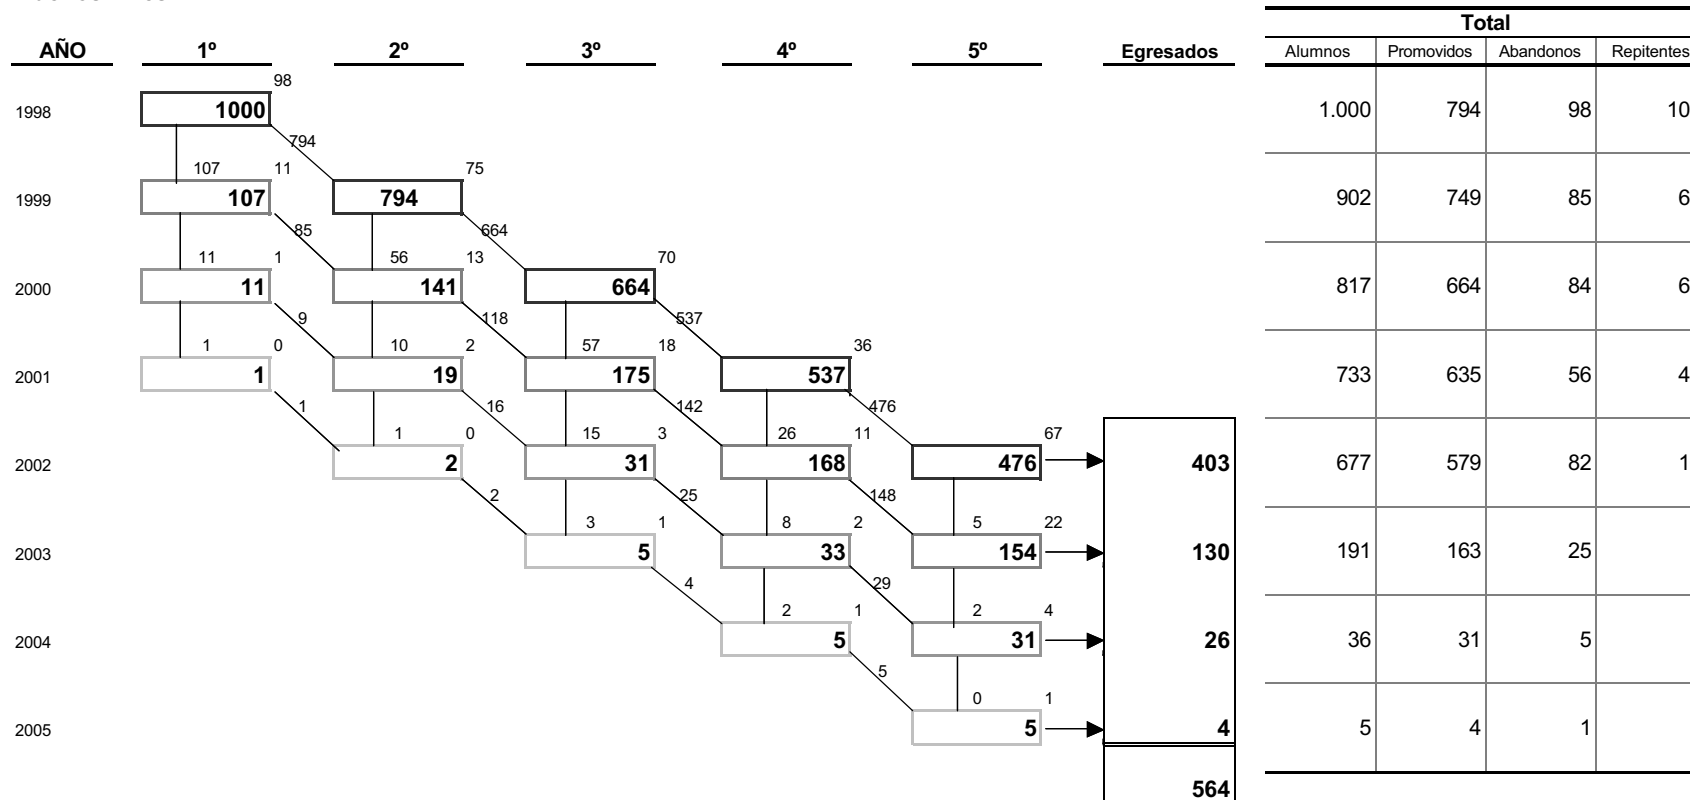 Total
AÑO 1º 2º 3º 4º 5º Egresados Alumnos Promovidos Abandonos Repitentes
98
1998 1000 1.000 794 98 10
794
107 11 75
1999 107 794 902 749 85 6
85 664
11 1 56 13 70
2000 11 141 664 817 664 84 6
9 118 537
1 0 10 2 57 18 36
2001 1 19 175 537 733 635 56 4
1 16 142 476
1 0 15 3 26 11 67
2002 2 31 168 476 403 677 579 82 1
2 25 148
3 1 8 2 5 22
2003 5 33 154 130 191 163 25
4 29
2 1 2 4
2004 5 31 26 36 31 5
5
0 1
2005 5 4 5 4 1
564